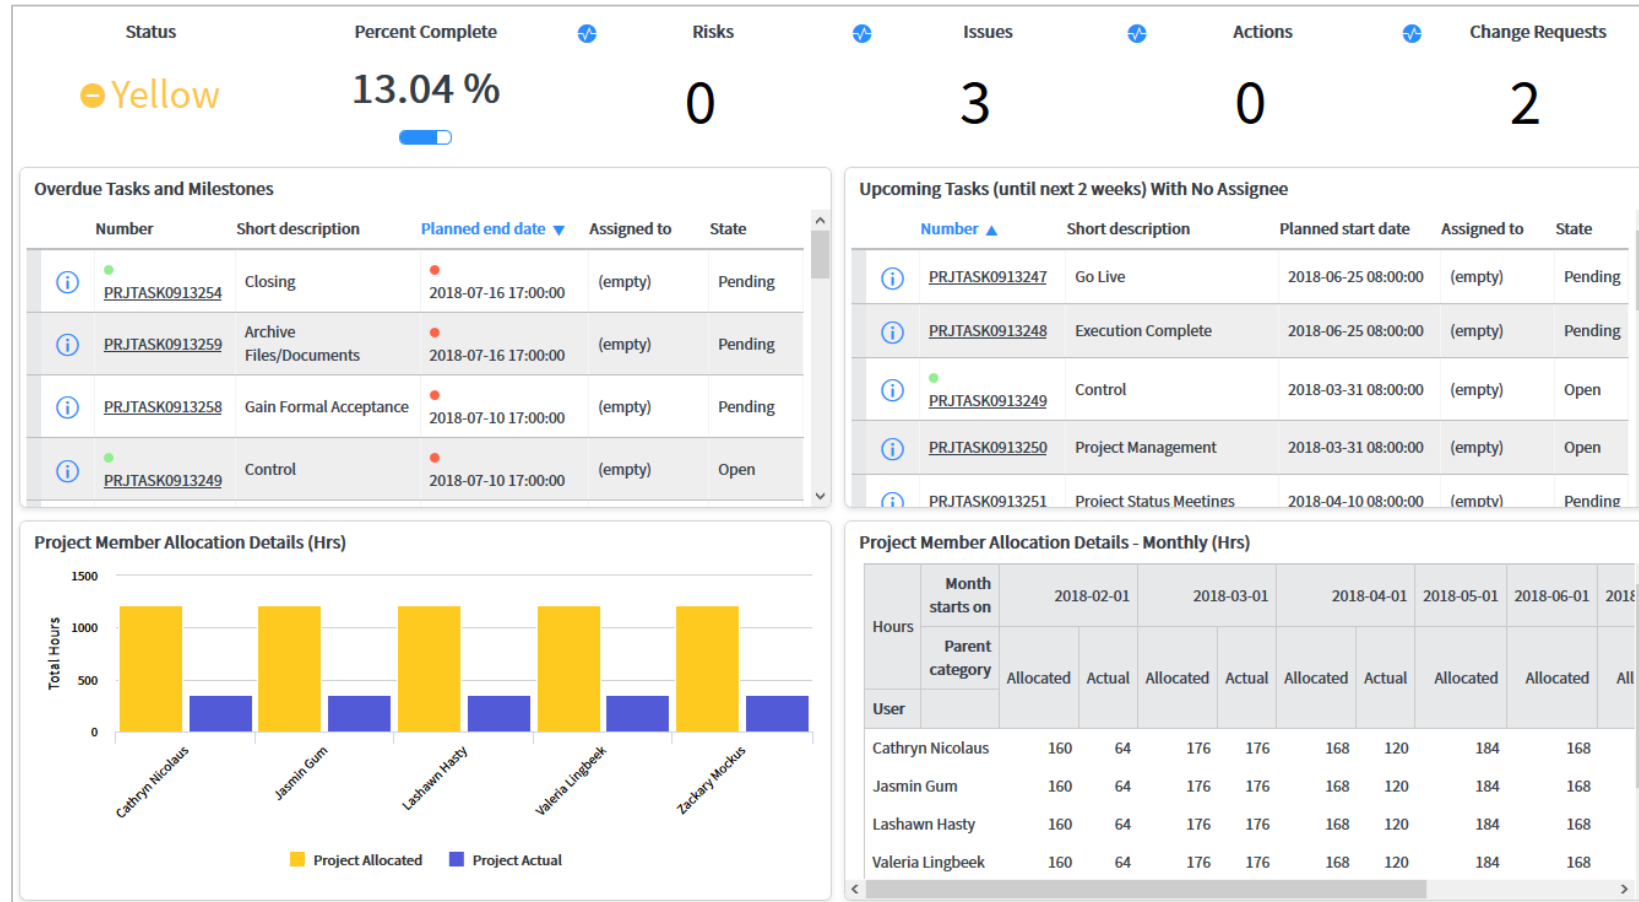 Status
Percent Complete
Risks
Issues
Actions
Change Requests
Yellow
13.04 %
0
3
0
2
Overdue Tasks and Milestones
Number Short description Planned end date ▼ Assigned to State
PRJTASK0913254 Closing 2018-07-16 17:00:00 (empty) Pending
PRJTASK0913259 Archive Files/Documents 2018-07-16 17:00:00 (empty) Pending
PRJTASK0913258 Gain Formal Acceptance 2018-07-10 17:00:00 (empty) Pending
PRJTASK0913249 Control 2018-07-10 17:00:00 (empty) Open
Upcoming Tasks (until next 2 weeks) With No Assignee
Number ▲ Short description Planned start date Assigned to State
PRJTASK0913247 Go Live 2018-06-25 08:00:00 (empty) Pending
PRJTASK0913248 Execution Complete 2018-06-25 08:00:00 (empty) Pending
PRJTASK0913249 Control 2018-03-31 08:00:00 (empty) Open
PRJTASK0913250 Project Management 2018-03-31 08:00:00 (empty) Open
PRJTASK0913251 Project Status Meetings 2018-04-10 08:00:00 (empty) Pending
Project Member Allocation Details (Hrs)
Total Hours
1500
1000
500
0
Cathryn Nicolaus
Jasmin Gum
Lashawn Hasty
Valeria Lingbeek
Zackary Mockus
Project Allocated
Project Actual
Project Member Allocation Details - Monthly (Hrs)
Hours
Month starts on 2018-02-01 2018-03-01 2018-04-01 2018-05-01 2018-06-01 2018
Parent category Allocated Actual Allocated Actual Allocated Actual Allocated Allocated All
User
Cathryn Nicolaus 160 64 176 176 168 120 184 168
Jasmin Gum 160 64 176 176 168 120 184 168
Lashawn Hasty 160 64 176 176 168 120 184 168
Valeria Lingbeek 160 64 176 176 168 120 184 168